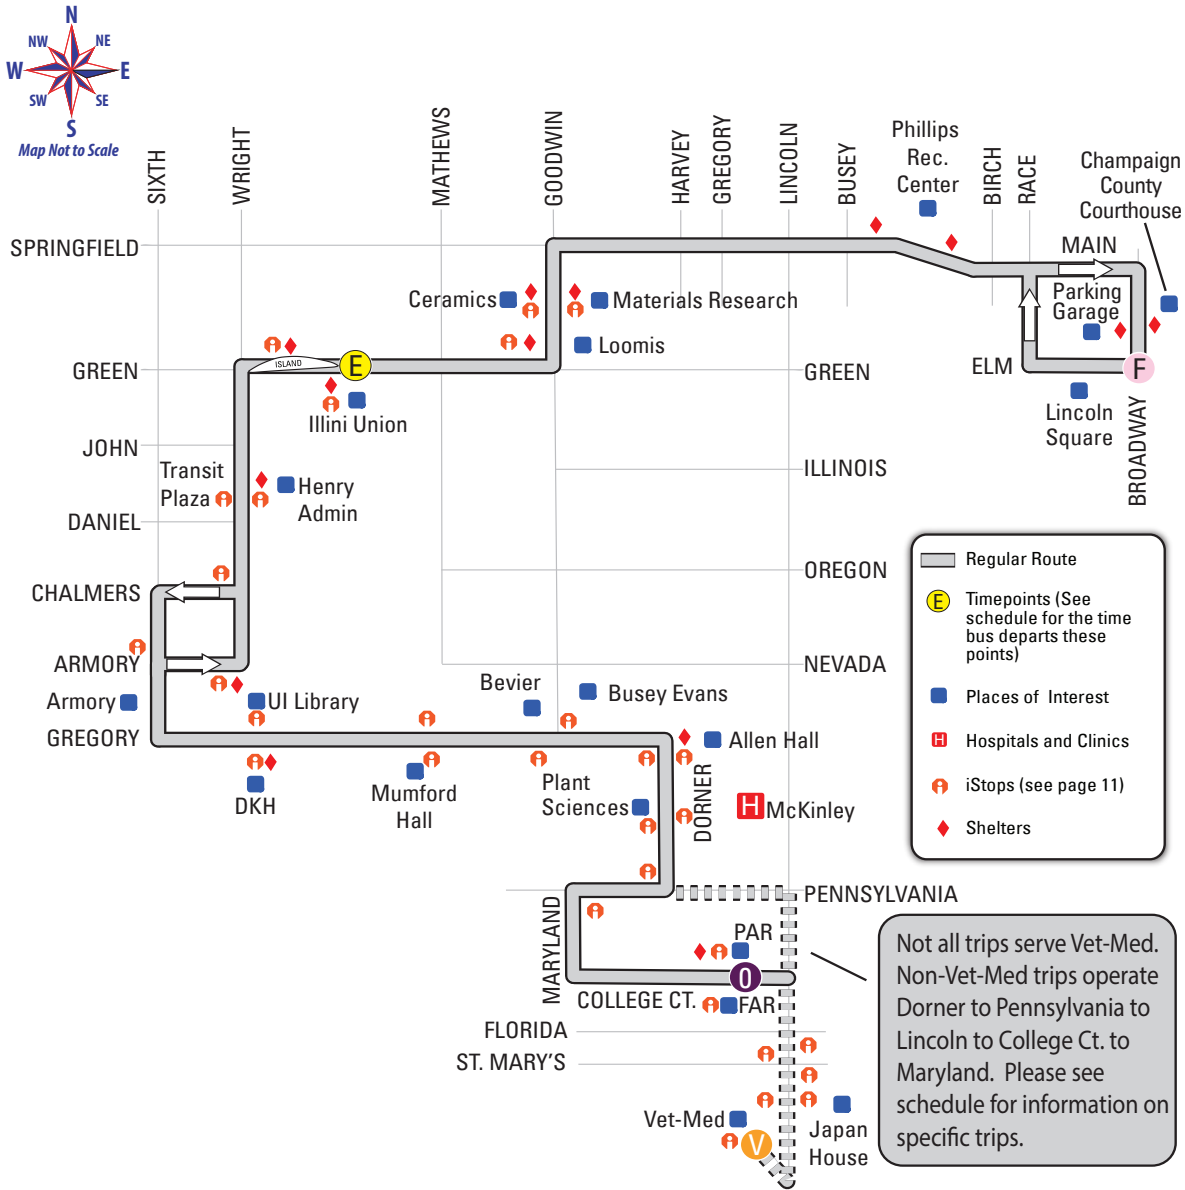 N
NW
NE
W
E
SW
SE
S
Map Not to Scale
SIXTH
WRIGHT
MATHEWS
GOODWIN
HARVEY
GREGORY
LINCOLN
BUSEY
Phillips
Rec.
Center
BIRCH
RACE
Champaign
County
Courthouse
SPRINGFIELD
MAIN
Ceramics
Materials Research
Parking
Garage
Loomis
ISLAND
E
GREEN
GREEN
ELM
F
Illini Union
Lincoln
Square
BROADWAY
JOHN
Transit
Plaza
Henry
Admin
ILLINOIS
DANIEL
CHALMERS
OREGON
ARMORY
NEVADA
Armory
UI Library
Bevier
Busey Evans
GREGORY
Allen Hall
DKH
Mumford
Hall
Plant
Sciences
DORNER
H
McKinley
PENNSYLVANIA
MARYLAND
PAR
O
COLLEGE CT.
FAR
FLORIDA
ST. MARY'S
Vet-Med
V
Japan
House
Regular Route
E
Timepoints (See
schedule for the time
bus departs these
points)
Places of Interest
H
Hospitals and Clinics
iStops (see page 11)
Shelters
Not all trips serve Vet-Med.
Non-Vet-Med trips operate
Dorner to Pennsylvania to
Lincoln to College Ct. to
Maryland. Please see
schedule for information on
specific trips.